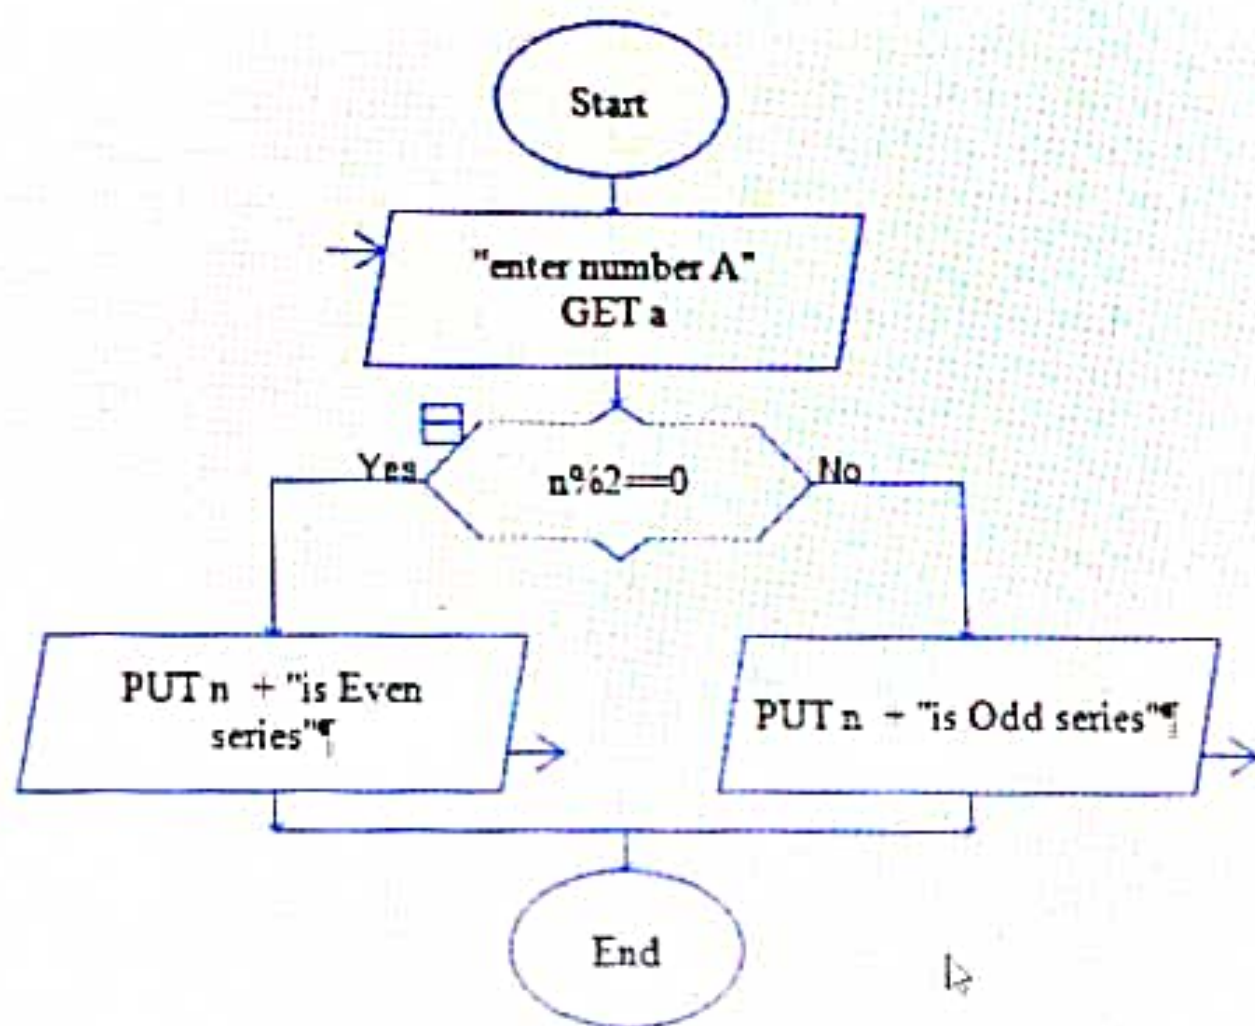 Start
"enter number A"
GET a
Yes
n%2==0
No
PUT n + "is Even
series"¶
PUT n + "is Odd series"¶
End